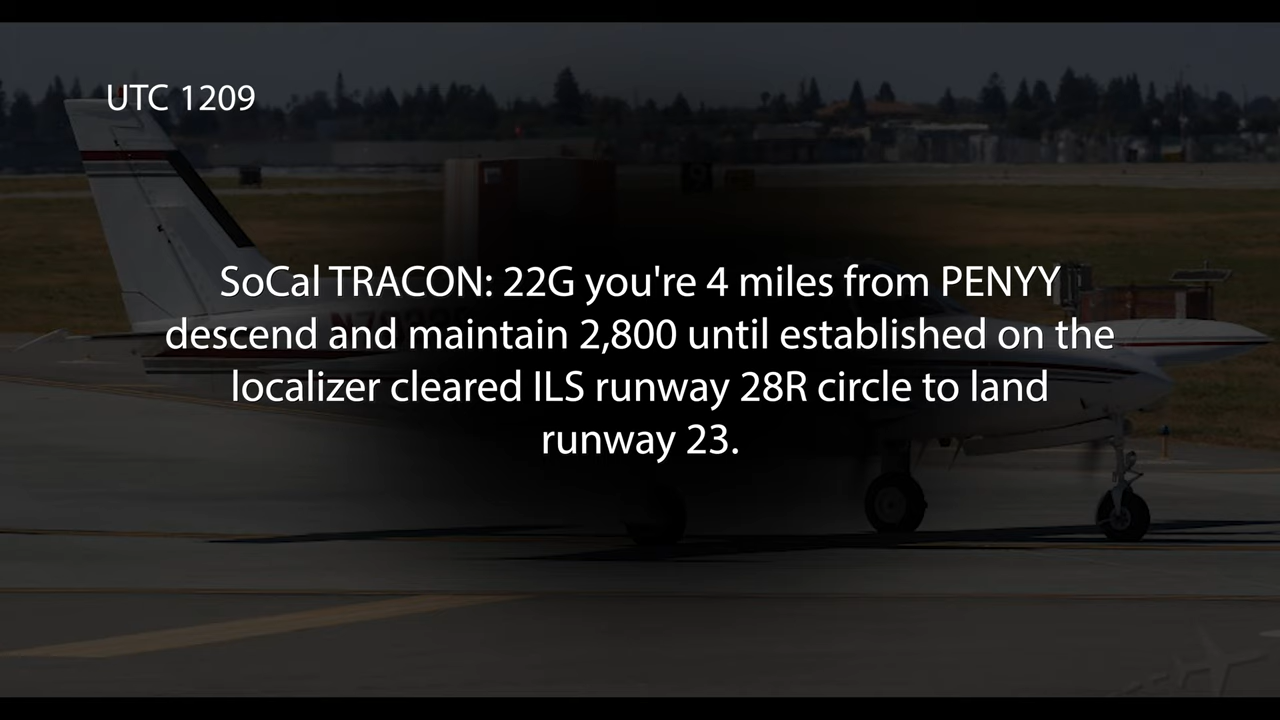 UTC 1209
SoCal TRACON: 22G you're 4 miles from PENYY
descend and maintain 2,800 until established on the
localizer cleared ILS runway 28R circle to land
runway 23.